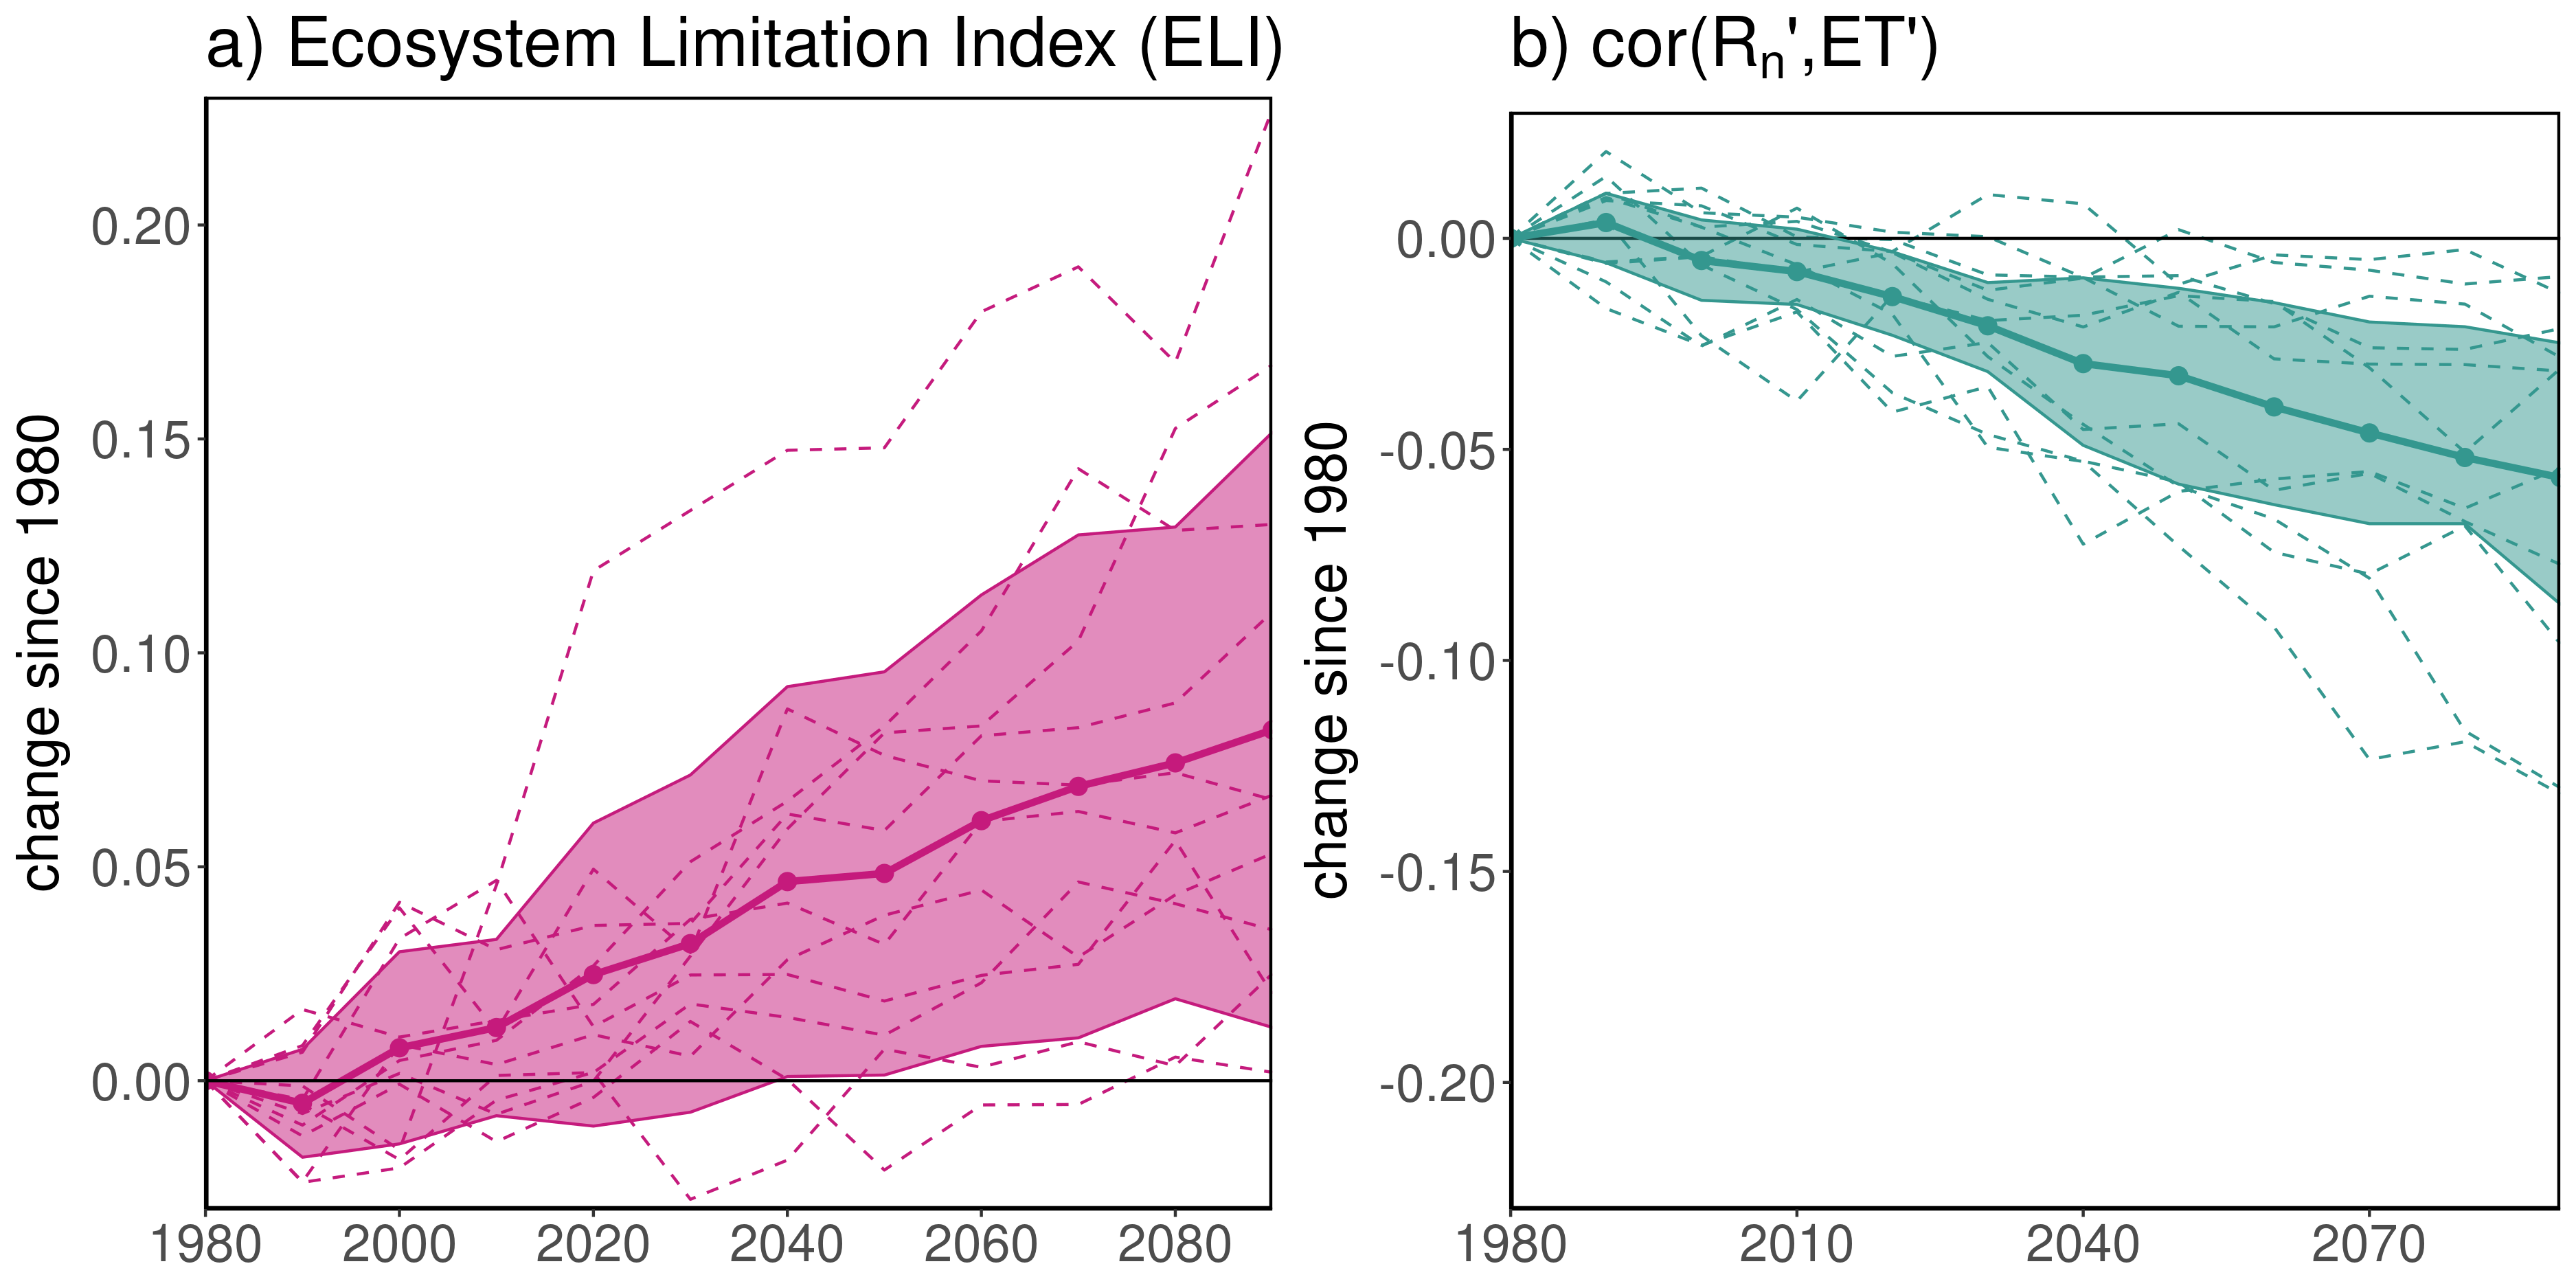 a) Ecosystem Limitation Index (ELI)
change since 1980
0.20
0.15
0.10
0.05
0.00
1980 2000 2020 2040 2060 2080
b) cor(Rn',ET')
change since 1980
0.00
-0.05
-0.10
-0.15
-0.20
1980 2010 2040 2070